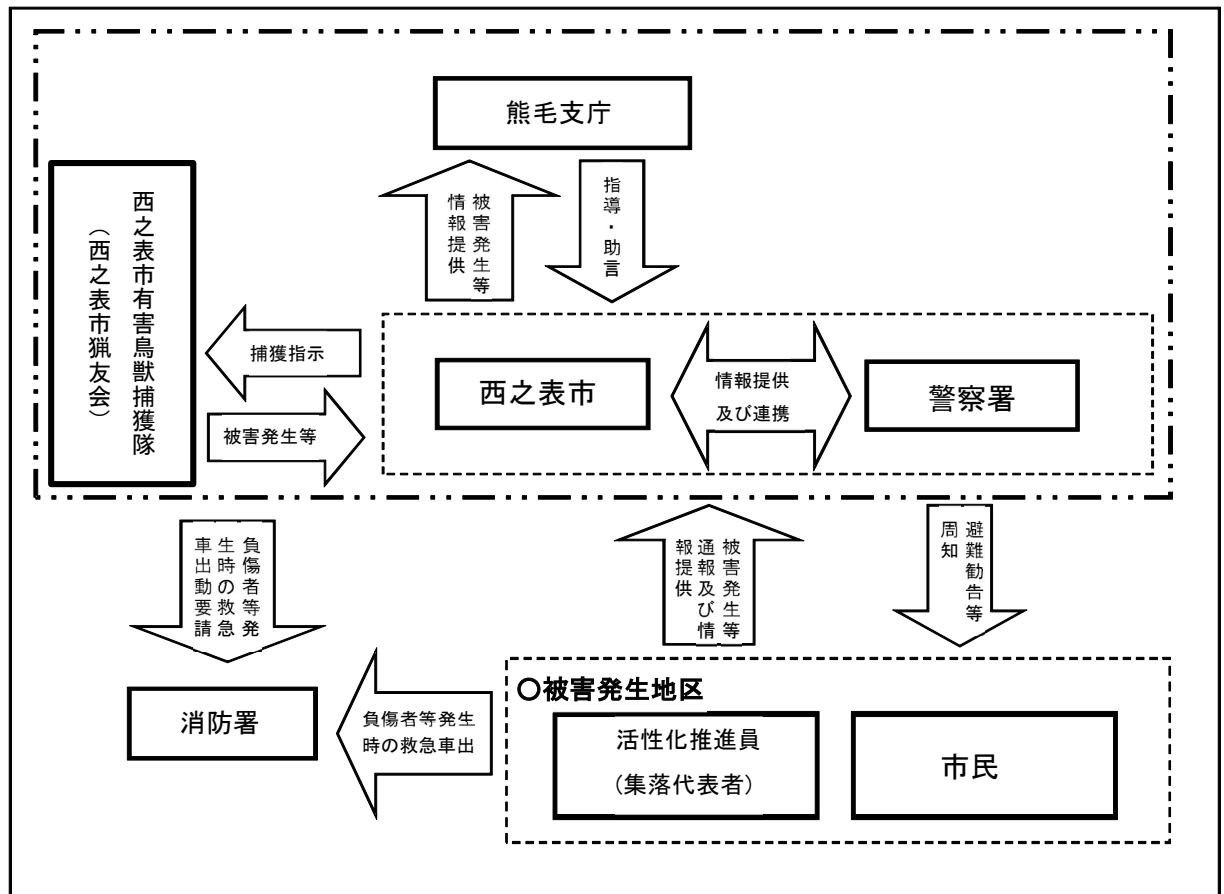 熊毛支庁
西之表市有害鳥獣捕獲隊
（西之表市猟友会）
被害発生等
情報提供
指導・助言
捕獲指示
被害発生等
西之表市
情報提供
及び連携
警察署
負傷者等発
生時の救急
車出動要請
被害発生等
通報及び情
報提供
避難勧告等
周知
消防署
負傷者等発生
時の救急車出
〇被害発生地区
活性化推進員
(集落代表者)
市民